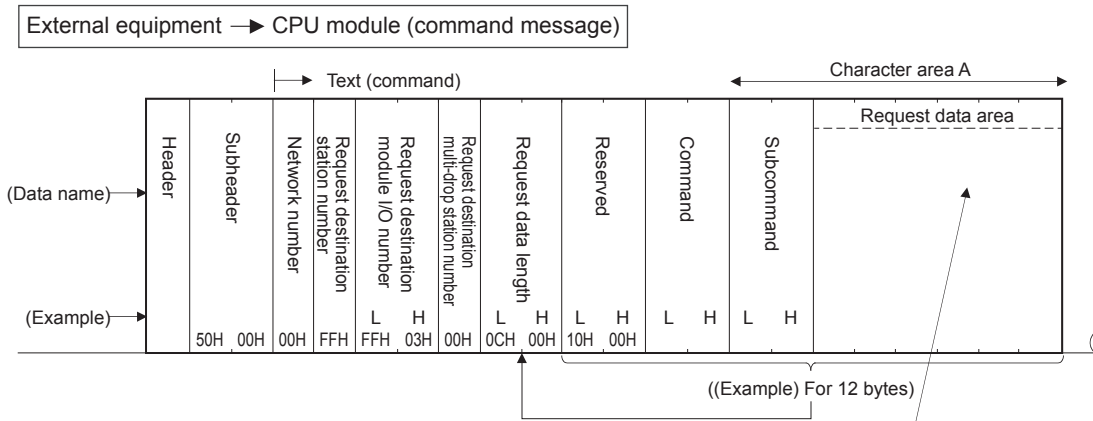 External equipment → CPU module (command message)
Text (command)
Character area A
(Data name)
Header
Subheader
Network number
Request destination
station number
Request destination
module I/O number
Request destination
multi-drop station number
Request data length
Reserved
Command
Subcommand
Request data area
(Example)
L H L H L H L H L H
50H 00H 00H FFH FFH 03H 00H 0CH 00H 10H 00H
((Example) For 12 bytes)